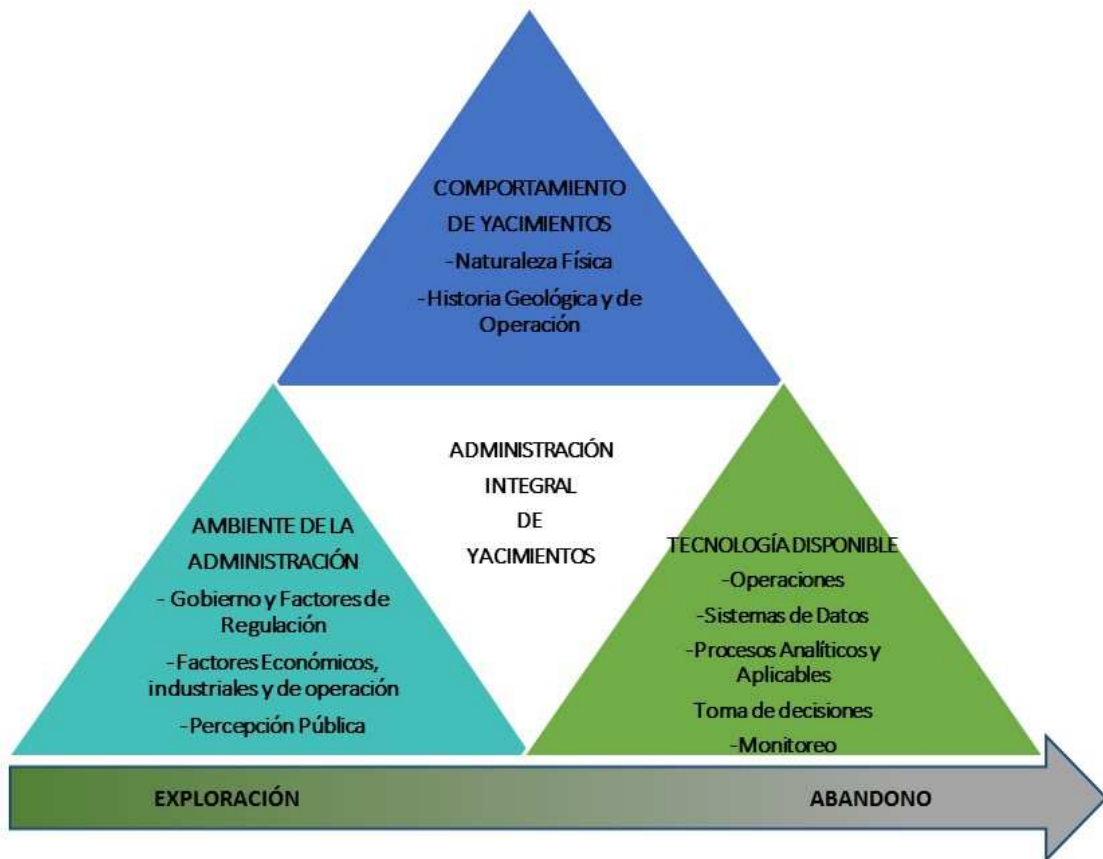 COMPORTAMIENTO
DE YACIMIENTOS
-Naturaleza Física
-Historia Geológica y de
Operación
ADMINISTRACIÓN
INTEGRAL
DE
YACIMIENTOS
AMBIENTE DE LA
ADMINISTRACIÓN
- Gobierno y Factores de
Regulación
-Factores Económicos,
industriales y de operación
-Percepción Pública
TECNOLOGÍA DISPONIBLE
-Operaciones
-Sistemas de Datos
-Procesos Analíticos y
Aplicables
Toma de decisiones
-Monitoreo
EXPLORACIÓN
ABANDONO